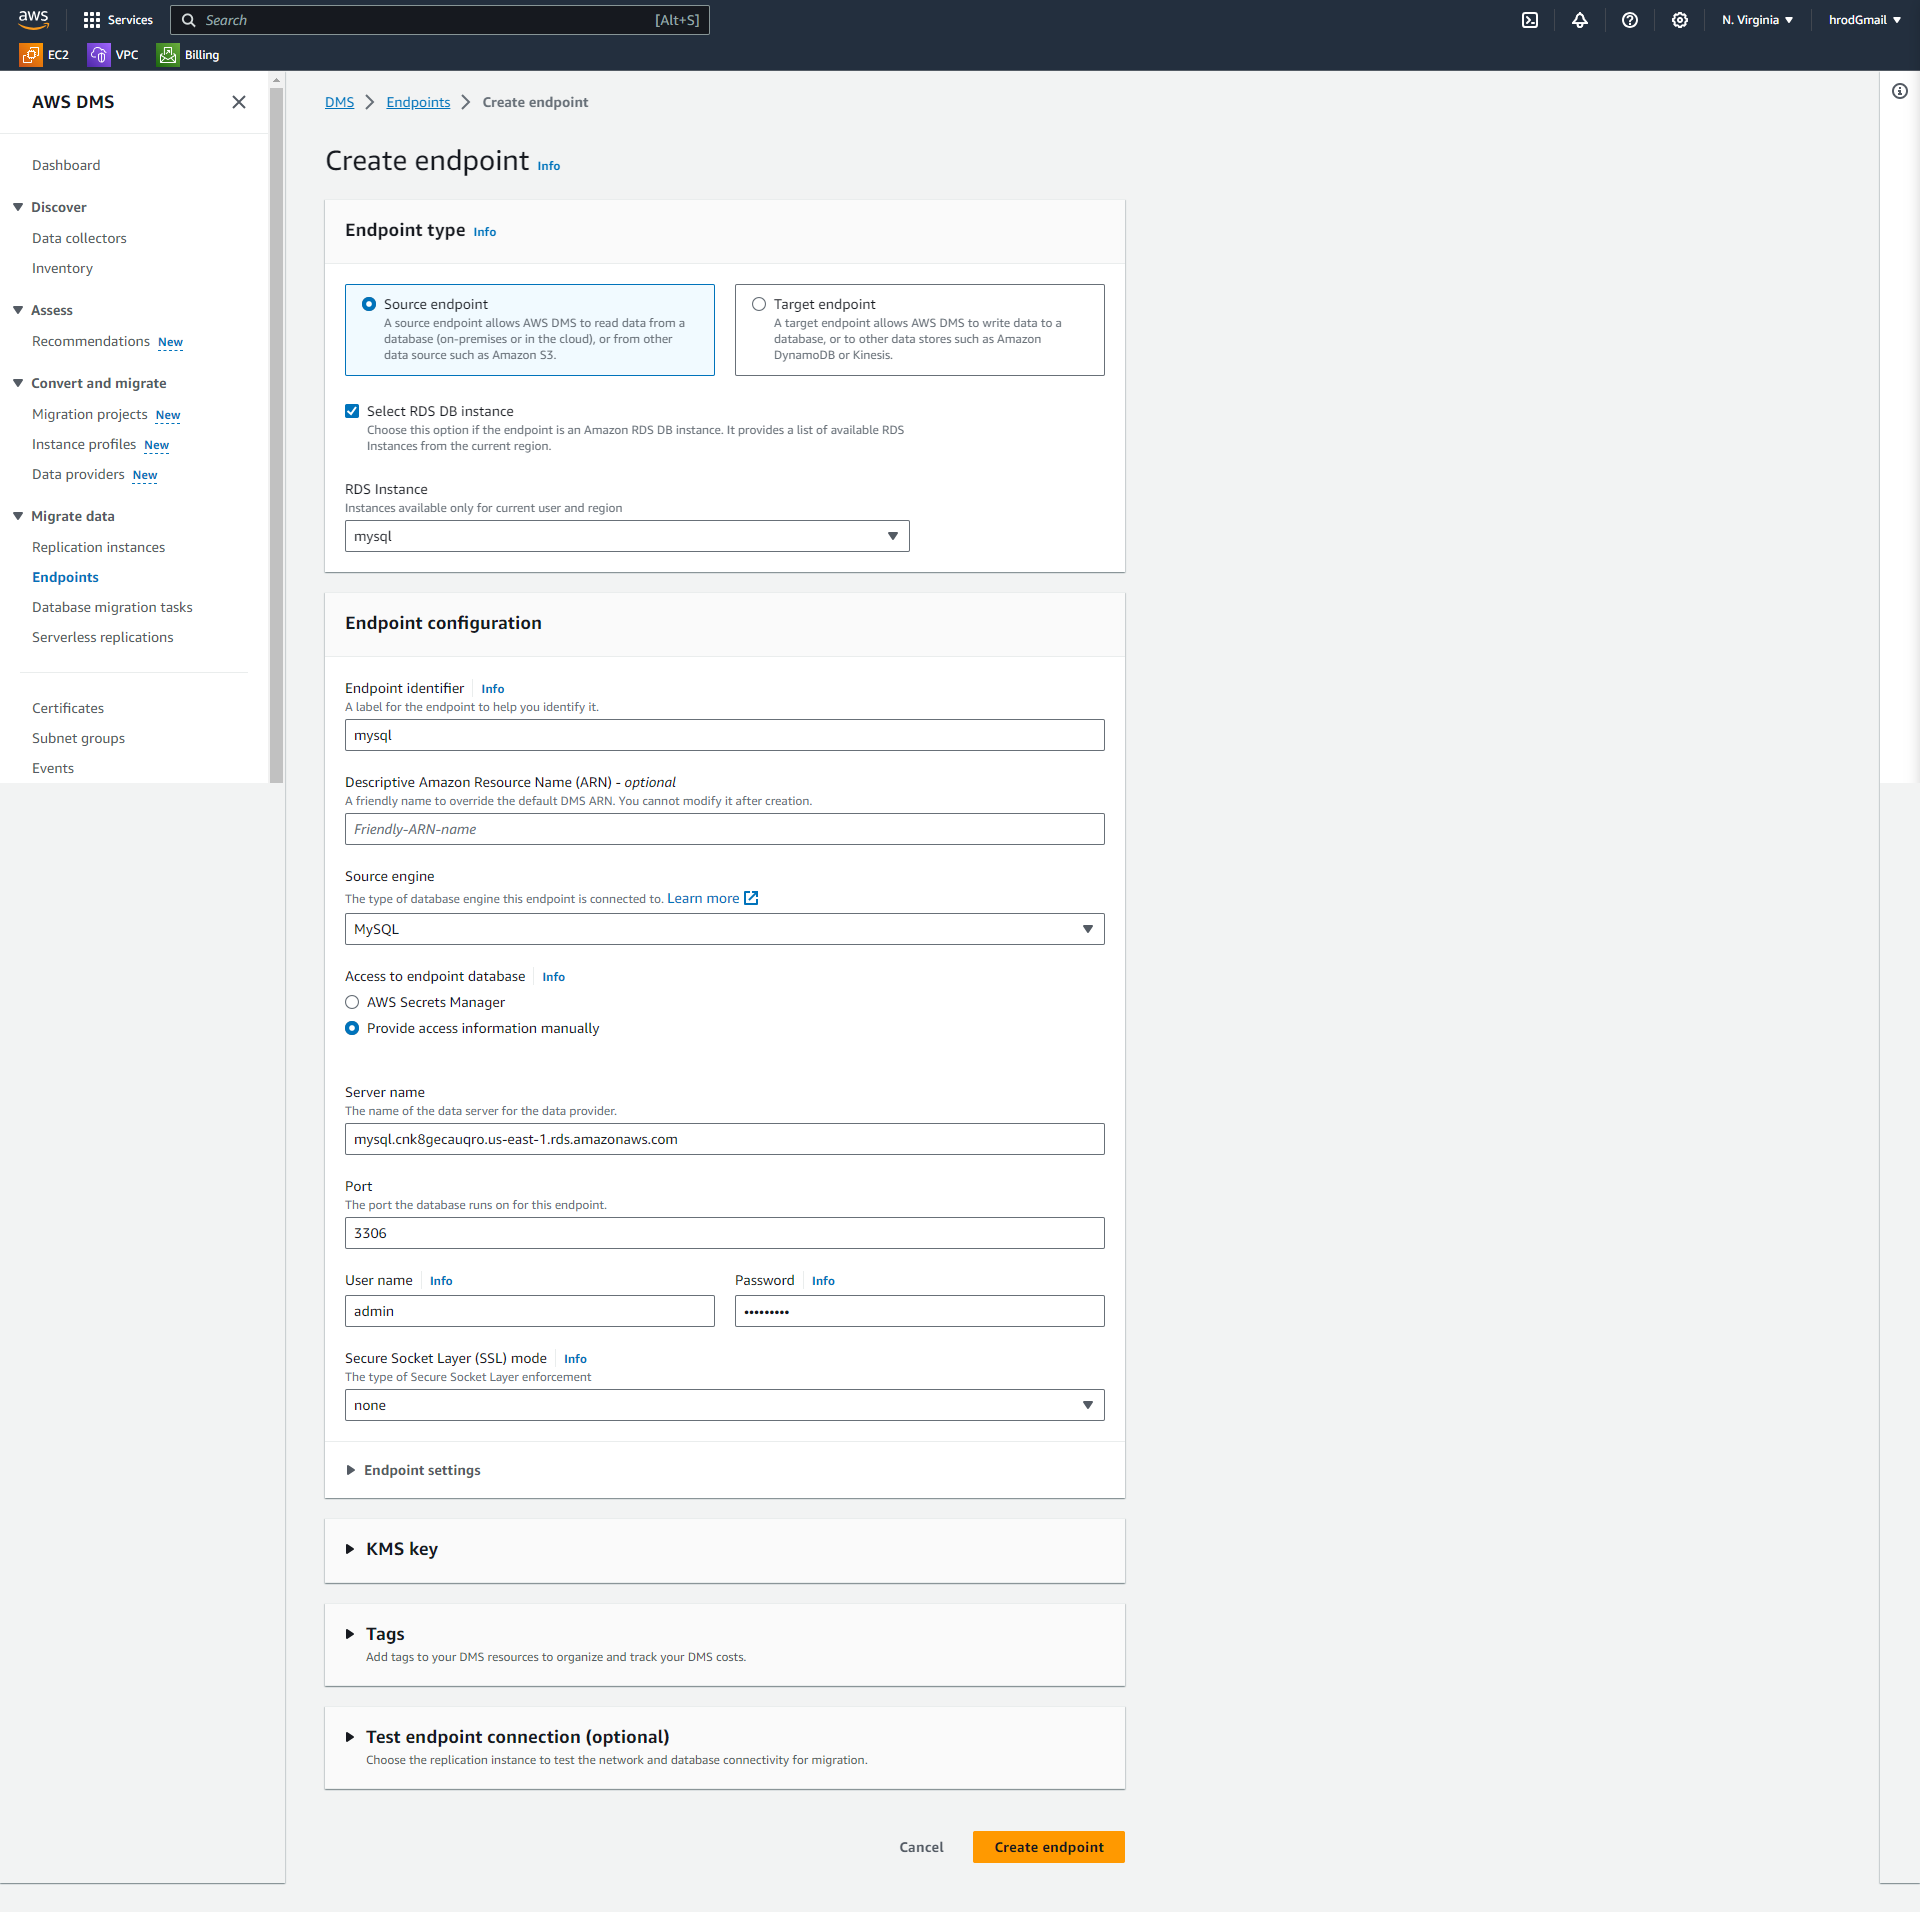 aws
Services
Search
[Alt+S]
N. Virginia
hrodGmail
EC2
VPC
Billing
AWS DMS
Dashboard
Discover
Data collectors
Inventory
Assess
Recommendations New
Convert and migrate
Migration projects New
Instance profiles New
Data providers New
Migrate data
Replication instances
Endpoints
Database migration tasks
Serverless replications
Certificates
Subnet groups
Events
DMS
Endpoints
Create endpoint
Create endpoint Info
Endpoint type Info
Source endpoint
A source endpoint allows AWS DMS to read data from a
database (on-premises or in the cloud), or from other
data source such as Amazon S3.
Target endpoint
A target endpoint allows AWS DMS to write data to a
database, or to other data stores such as Amazon
DynamoDB or Kinesis.
Select RDS DB instance
Choose this option if the endpoint is an Amazon RDS DB instance. It provides a list of available RDS
Instances from the current region.
RDS Instance
Instances available only for current user and region
mysql
Endpoint configuration
Endpoint identifier Info
A label for the endpoint to help you identify it.
mysql
Descriptive Amazon Resource Name (ARN) - optional
A friendly name to override the default DMS ARN. You cannot modify it after creation.
Friendly-ARN-name
Source engine
The type of database engine this endpoint is connected to. Learn more
MySQL
Access to endpoint database Info
AWS Secrets Manager
Provide access information manually
Server name
The name of the data server for the data provider.
mysql.cnk8gecauqro.us-east-1.rds.amazonaws.com
Port
The port the database runs on for this endpoint.
3306
User name Info
admin
Password Info
•••••••••
Secure Socket Layer (SSL) mode Info
The type of Secure Socket Layer enforcement
none
Endpoint settings
KMS key
Tags
Add tags to your DMS resources to organize and track your DMS costs.
Test endpoint connection (optional)
Choose the replication instance to test the network and database connectivity for migration.
Cancel
Create endpoint